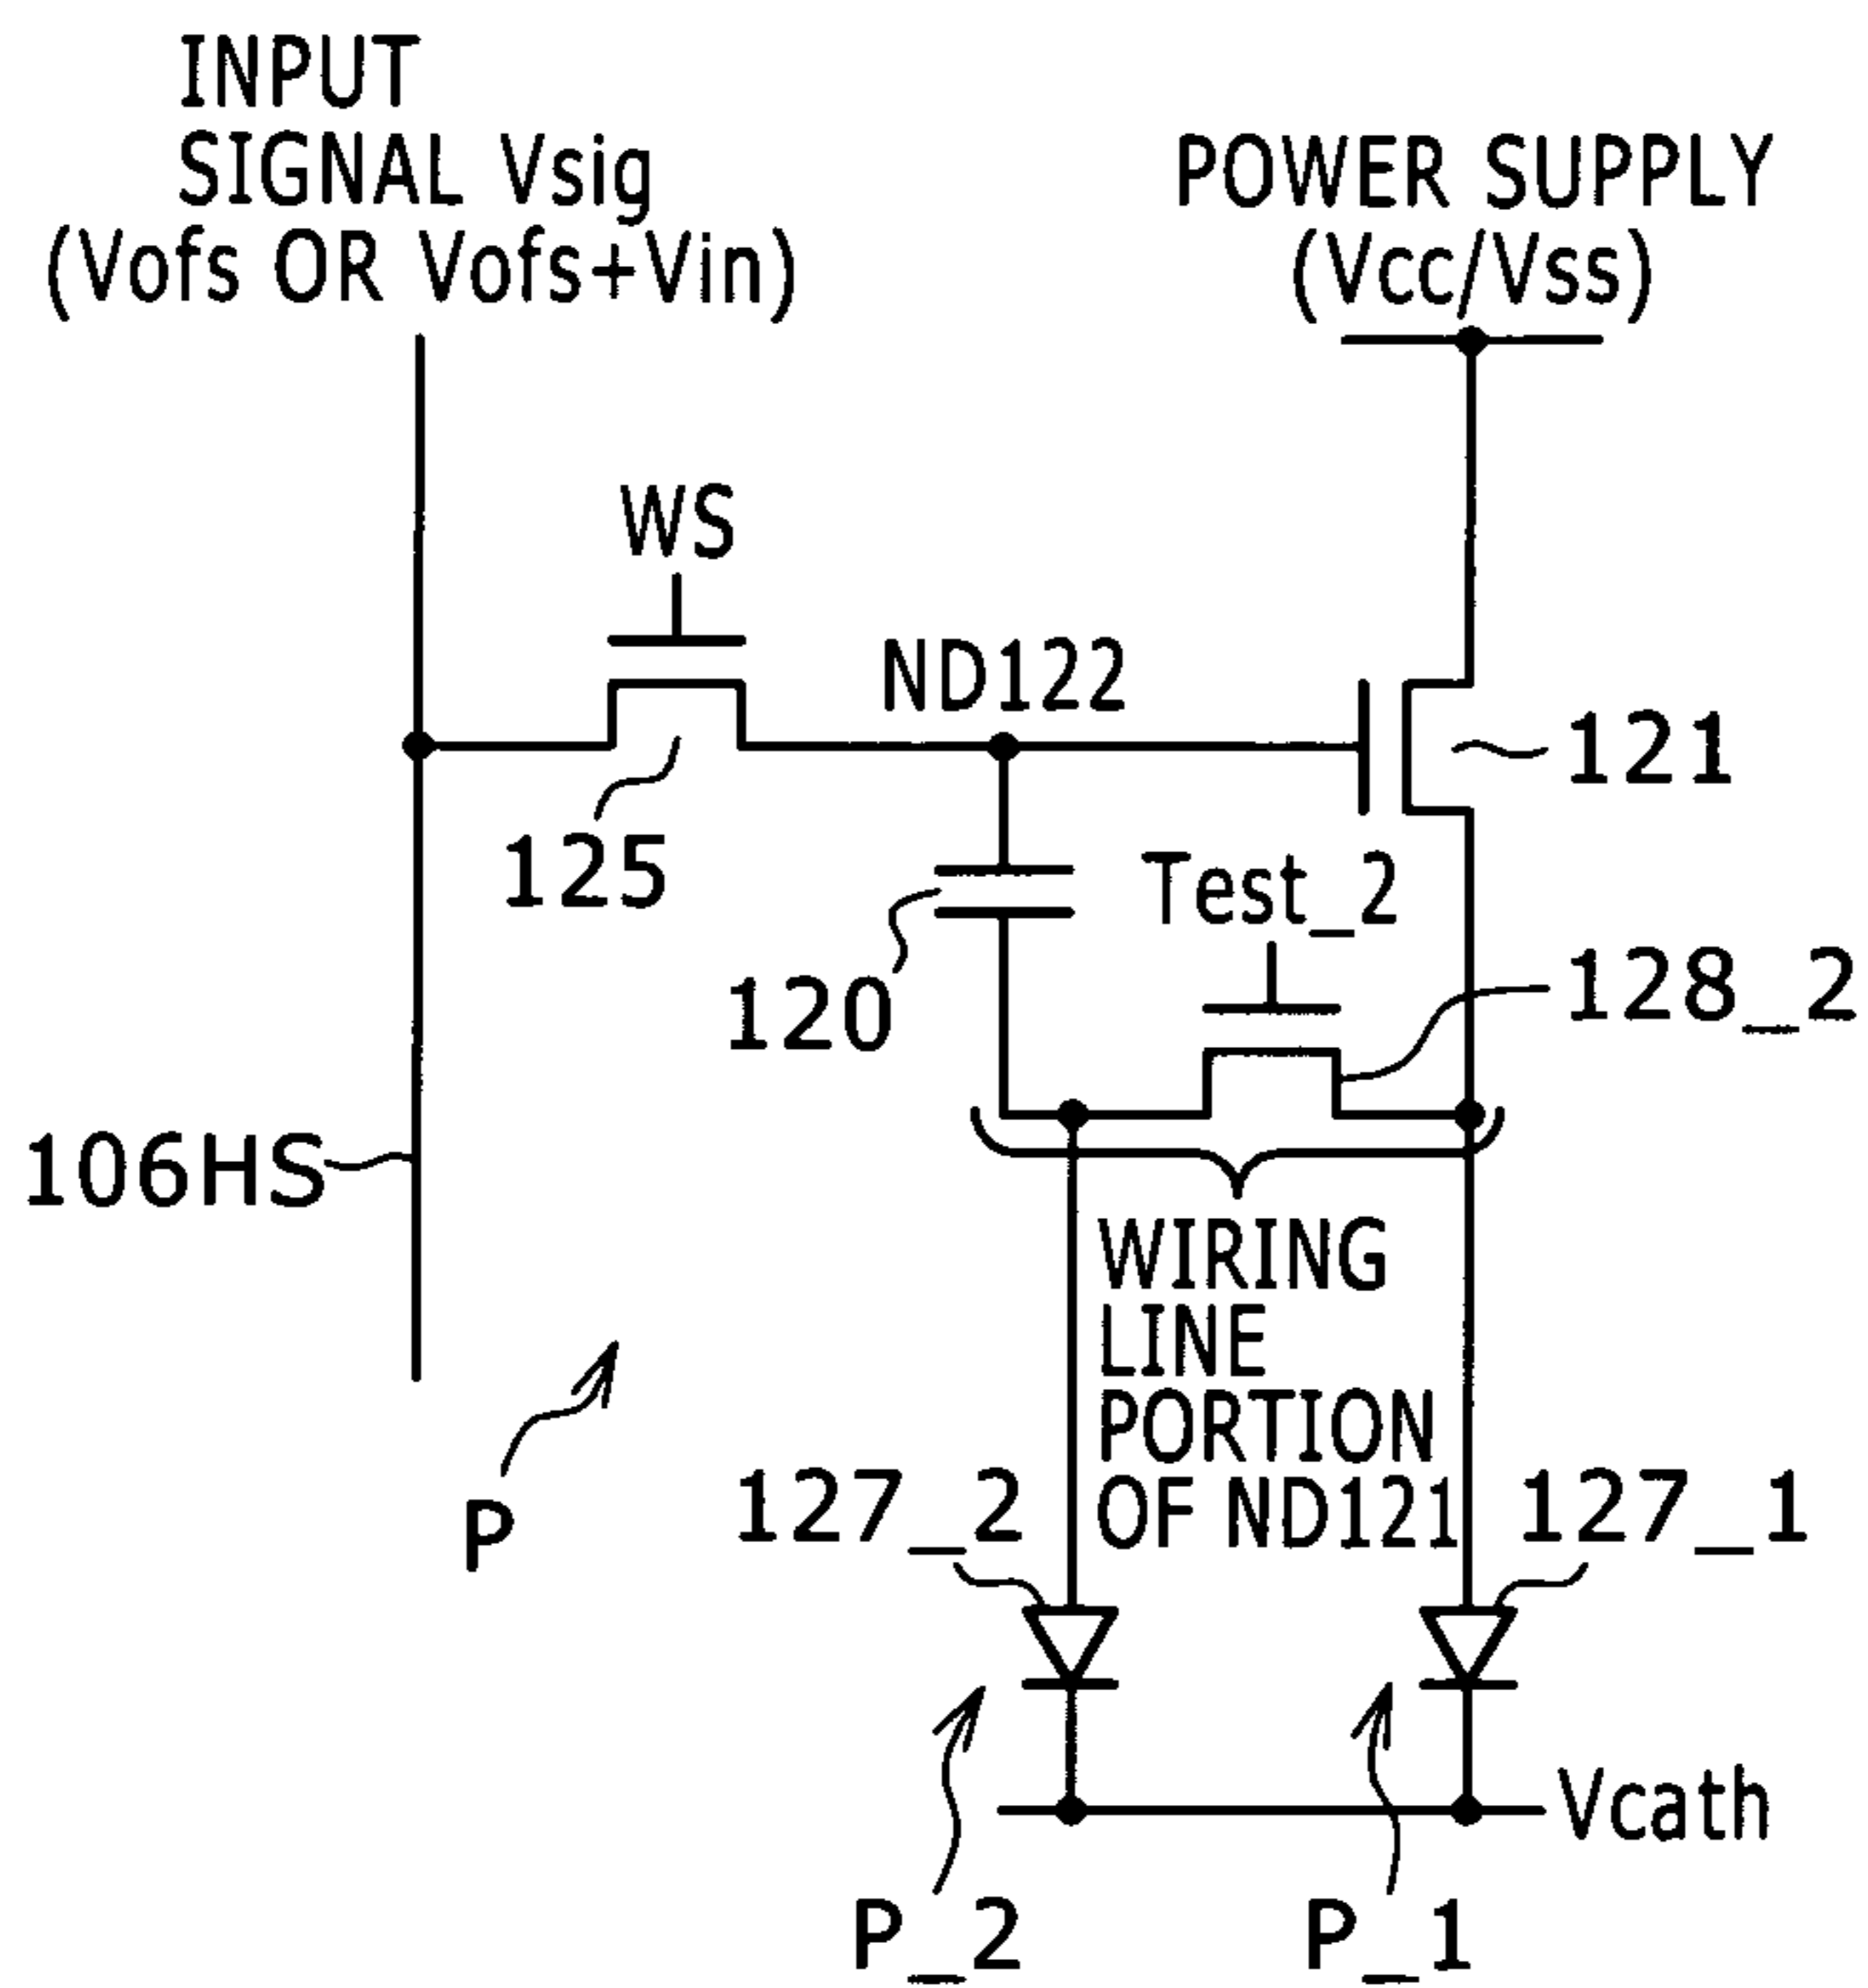 INPUT
SIGNAL Vsig
(Vofs OR Vofs+Vin)
POWER SUPPLY
(Vcc/Vss)
WS
ND122
121
125
Test_2
120
128_2
106HS
WIRING
LINE
PORTION
OF ND121
P
127_2
127_1
Vcath
P_2
P_1